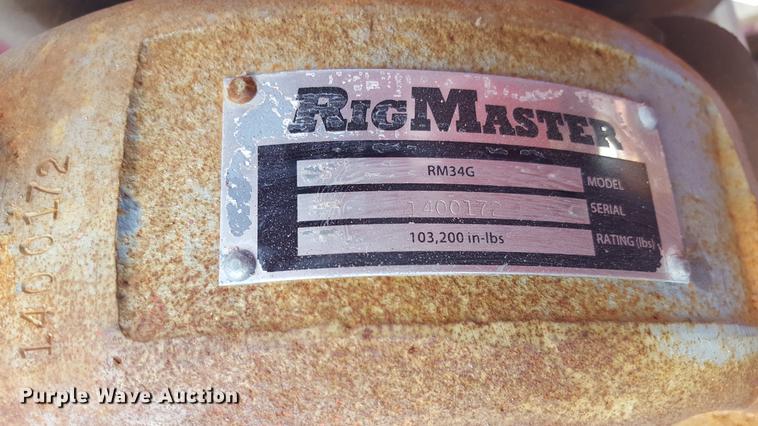 RIGMASTER
RM34G MODEL
1400172 SERIAL
103,200 in-lbs RATING (lbs)
1400172
Purple Wave Auction